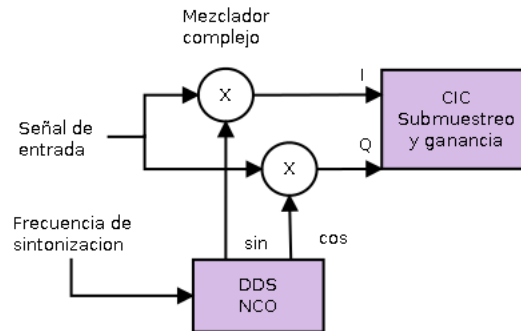 Mezclador
complejo
X
I
CIC
Submuestreo
y ganancia
Señal de
entrada
X
Q
Frecuencia de
sintonizacion
sin
cos
DDS
NCO